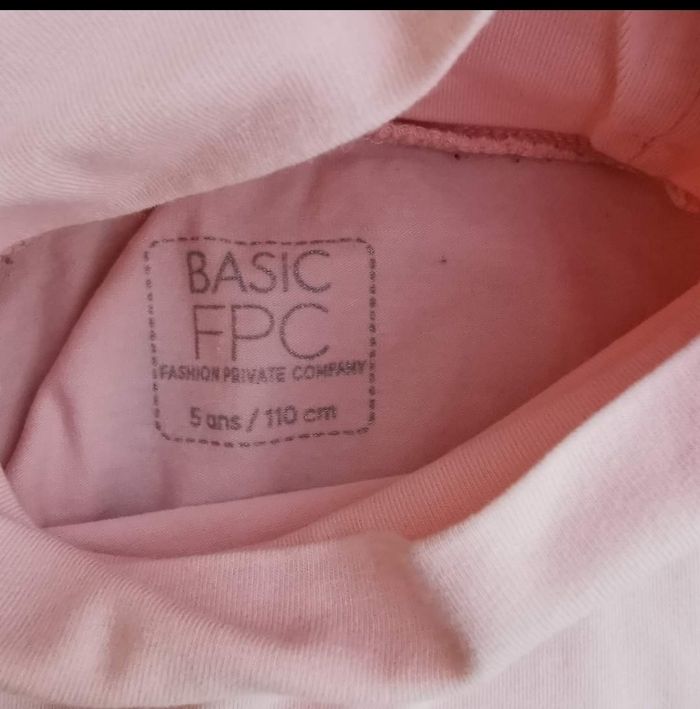 BASIC
FPC
FASHION PRIVATE COMPANY
5 ans / 110 cm